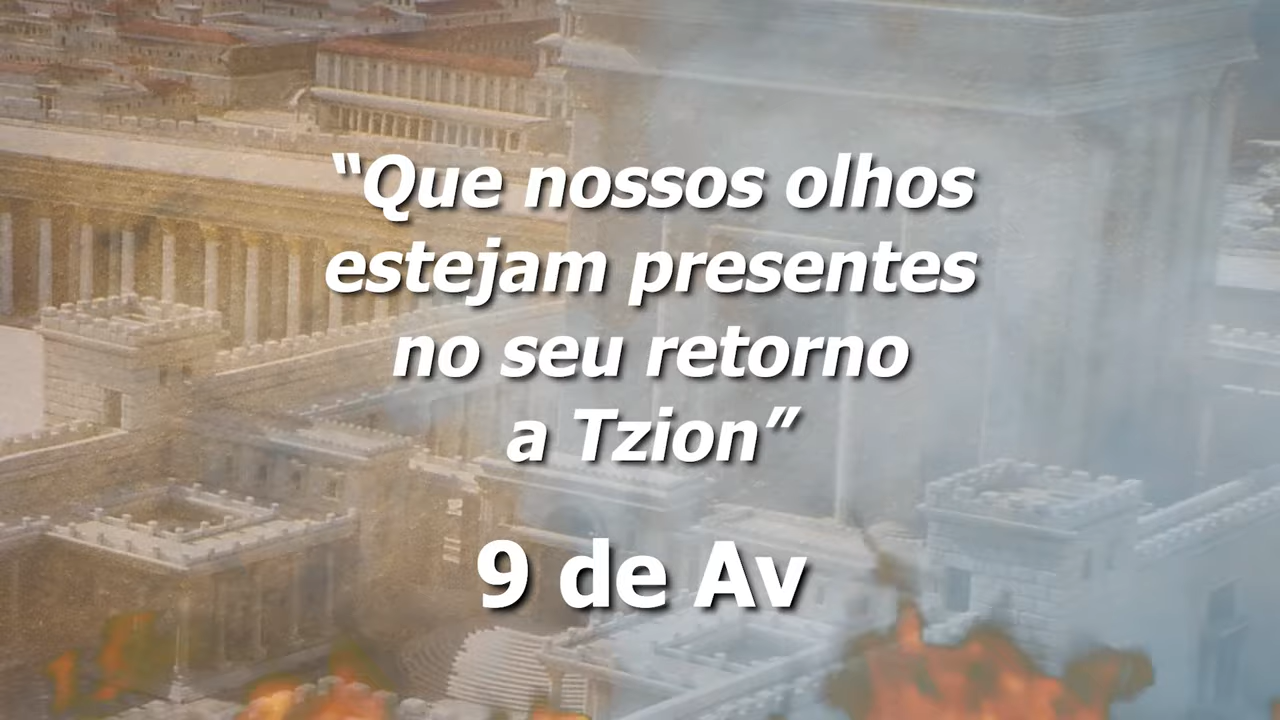 “Que nossos olhos
estejam presentes
no seu retorno
a Tzion”
9 de Av